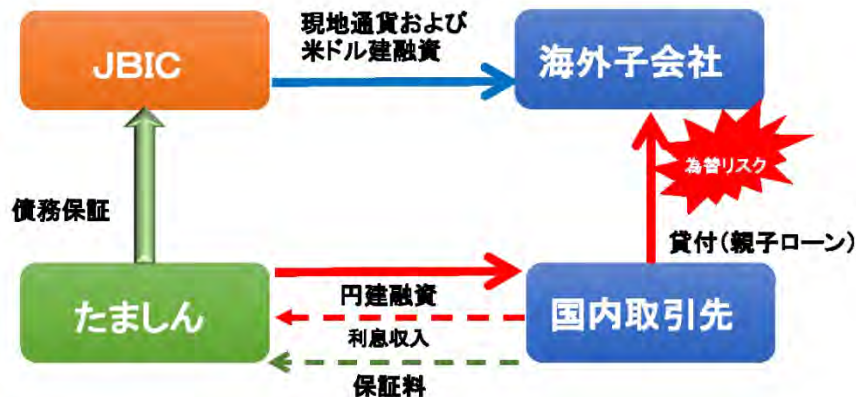 現地通貨および
米ドル建融資
JBIC
海外子会社
為替リスク
債務保証
貸付(親子ローン)
円建融資
たましん
国内取引先
利息収入
保証料